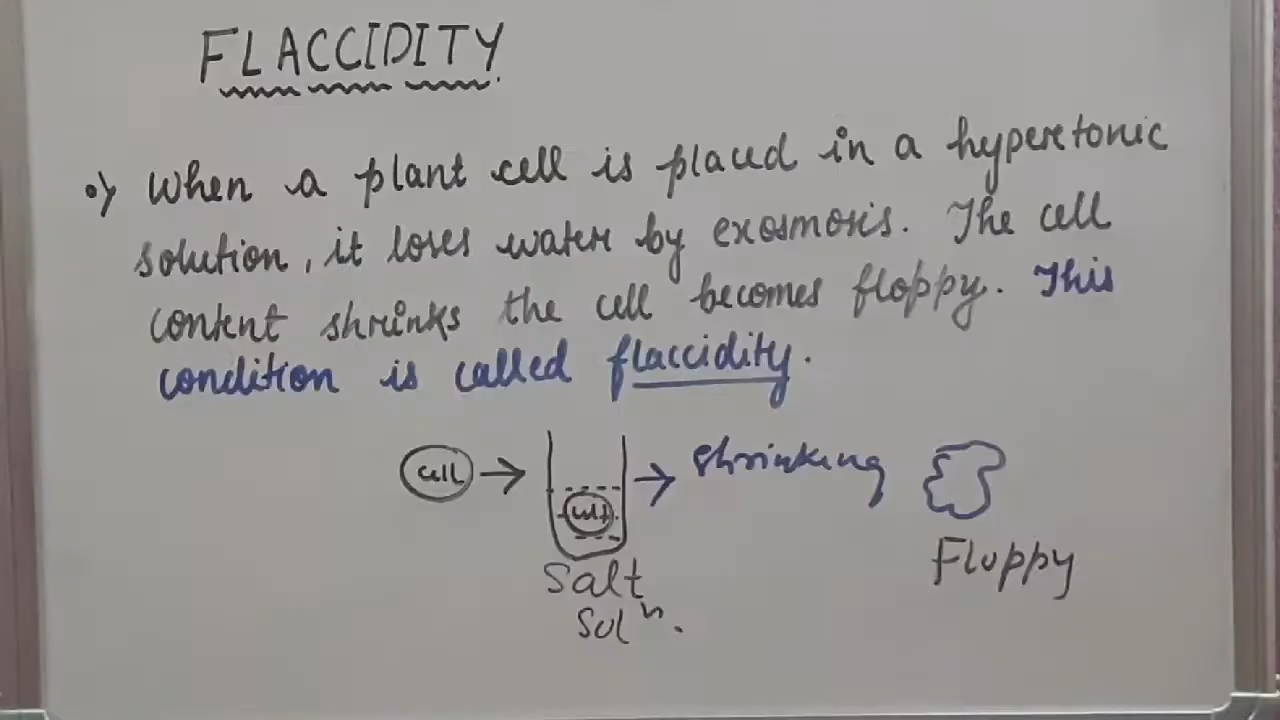 FLACCIDITY
•) When a plant cell is placed in a hyperetonic
solution, it loses water by exosmosis. The cell
content shrinks the cell becomes floppy. This
condition is called flaccidity.
cell → cell → shrinking
Salt
Solⁿ.
Floppy